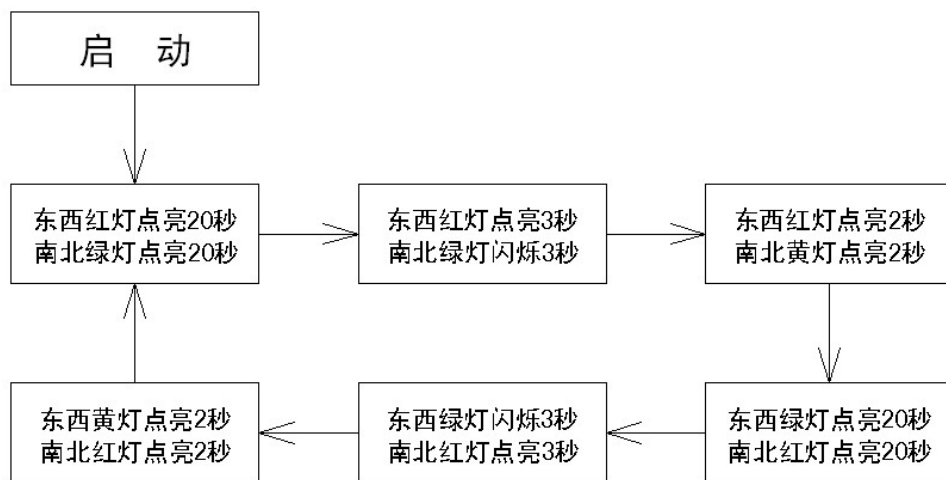 启 动
东西红灯点亮20秒
南北绿灯点亮20秒
东西红灯点亮3秒
南北绿灯闪烁3秒
东西红灯点亮2秒
南北黄灯点亮2秒
东西黄灯点亮2秒
南北红灯点亮2秒
东西绿灯闪烁3秒
南北红灯点亮3秒
东西绿灯点亮20秒
南北红灯点亮20秒